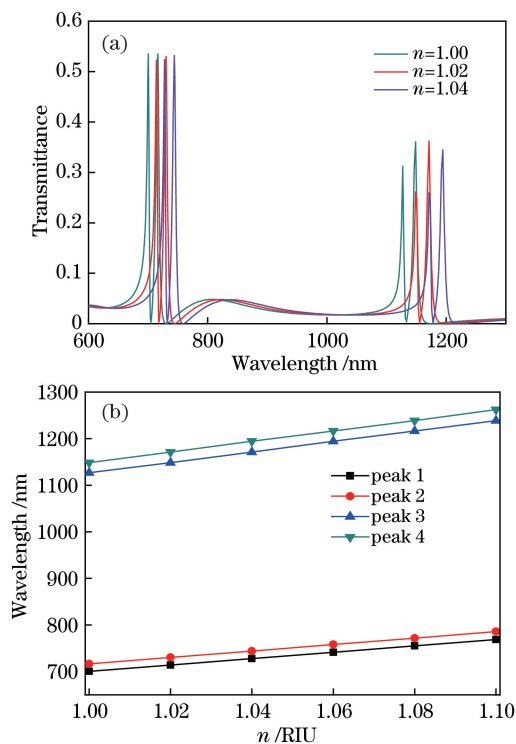 (a)
0.6
0.5
0.4
0.3
0.2
0.1
0
Transmittance
n=1.00
n=1.02
n=1.04
600
800
1000
1200
Wavelength /nm
(b)
1300
1200
1100
1000
900
800
700
Wavelength /nm
peak 1
peak 2
peak 3
peak 4
1.00
1.02
1.04
1.06
1.08
1.10
n /RIU